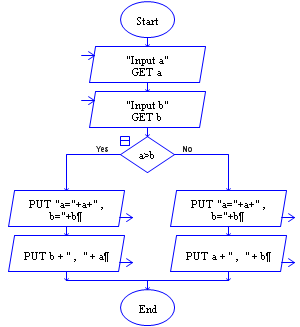 Start
"Input a"
GET a
"Input b"
GET b
Yes
a>b
No
PUT "a="+a+" ,
b="+b¶
PUT "a="+a+" ,
b="+b¶
PUT b + " , " + a¶
PUT a + " , " + b¶
End